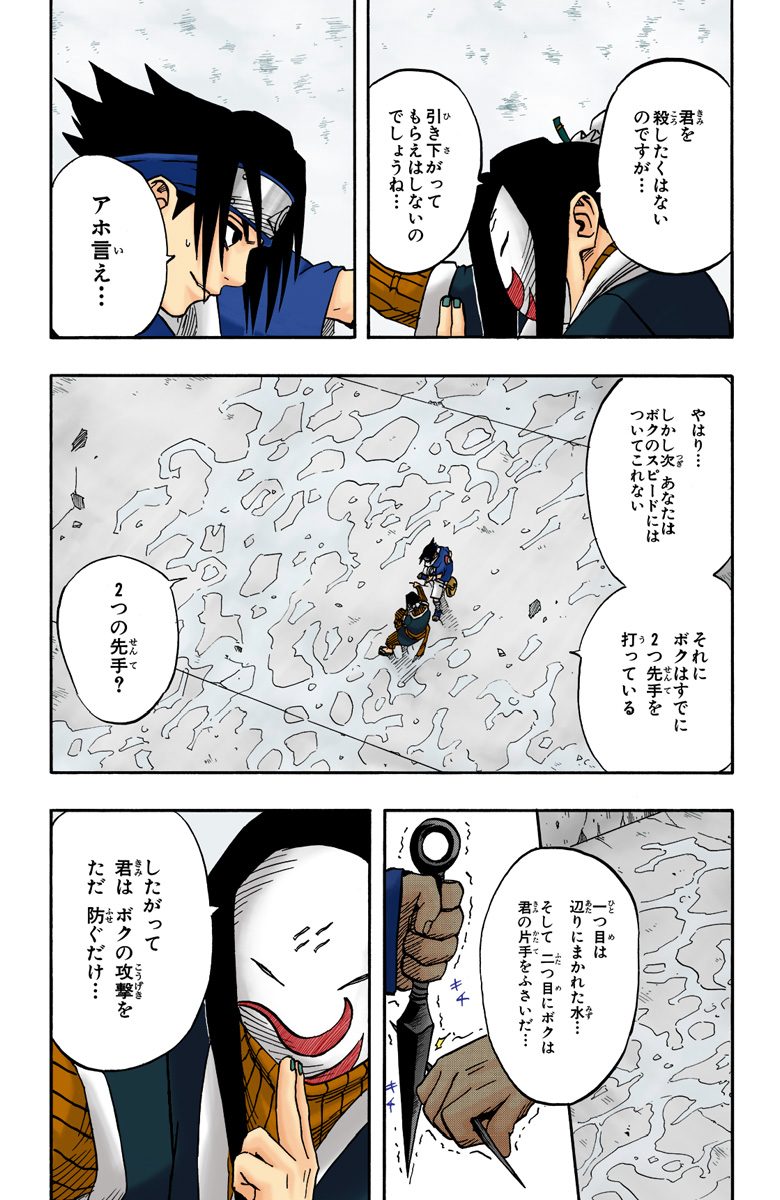 君を
殺したくはない
のですが…
引き下がって
もらえはしないの
でしょうね…
アホ言え…
やはり…
しかし次 あなたは
ボクのスピードには
ついてこれない
それに
ボクはすでに
2つ先手を
打っている
2つの先手?
一つ目は
辺りにまかれた水…
そして 二つ目にボクは
君の片手をふさいだ…
キチ
キチ
したがって
君は ボクの攻撃を
ただ 防ぐだけ…